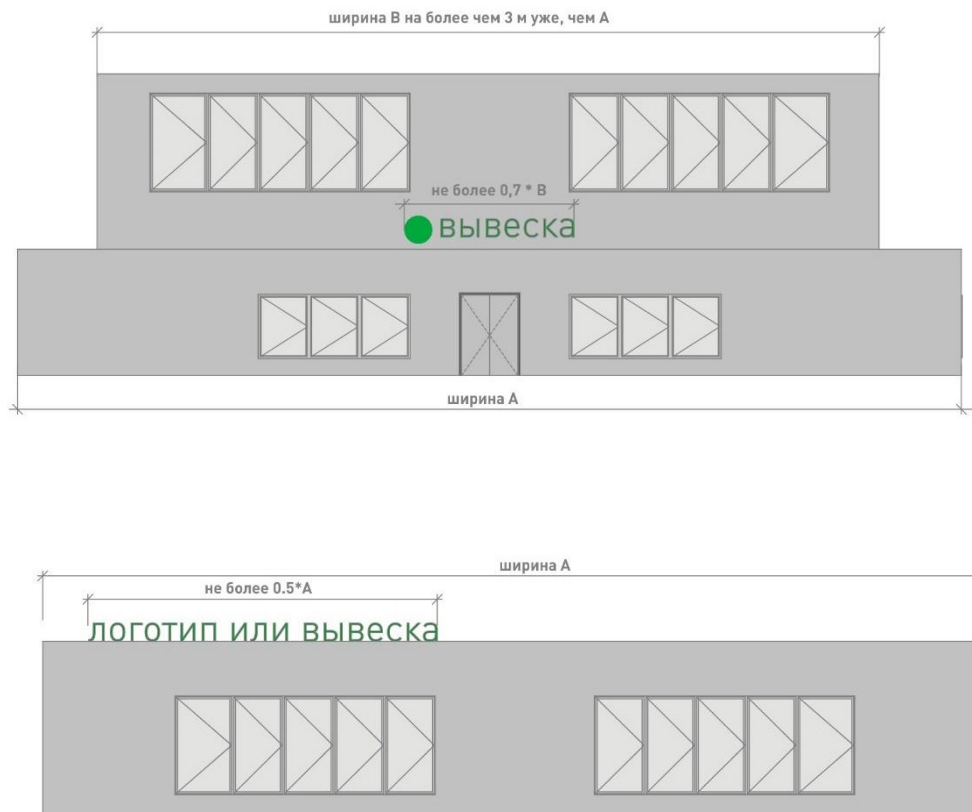 ширина B на более чем 3 м уже, чем A
не более 0,7 * B
вывеска
ширина A
ширина A
не более 0.5*A
логотип или вывеска